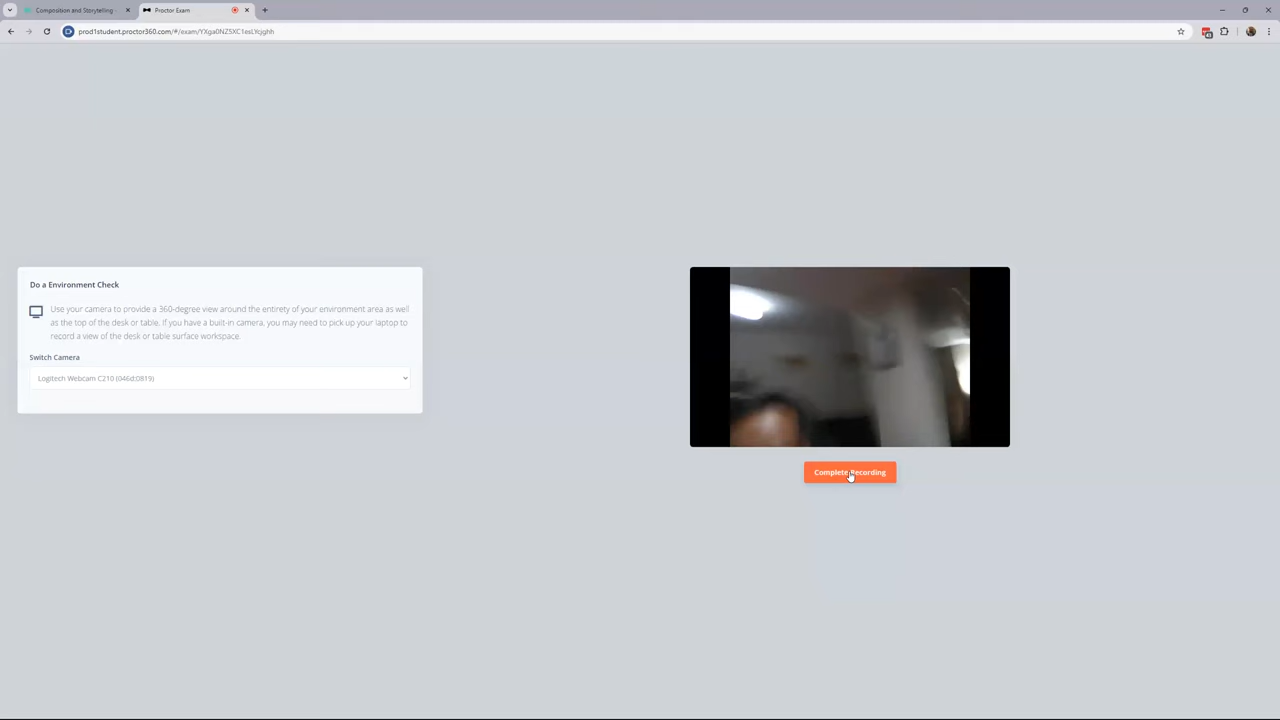 Composition and Storytelling
Proctor Exam
prod1student.proctor360.com/#/exam/YXga0NZ5XC1esLYcjghh
Do a Environment Check
Use your camera to provide a 360-degree view around the entirety of your environment area as well
as the top of the desk or table. If you have a built-in camera, you may need to pick up your laptop to
record a view of the desk or table surface workspace.
Switch Camera
Logitech Webcam C210 (046d:0819)
Complete Recording